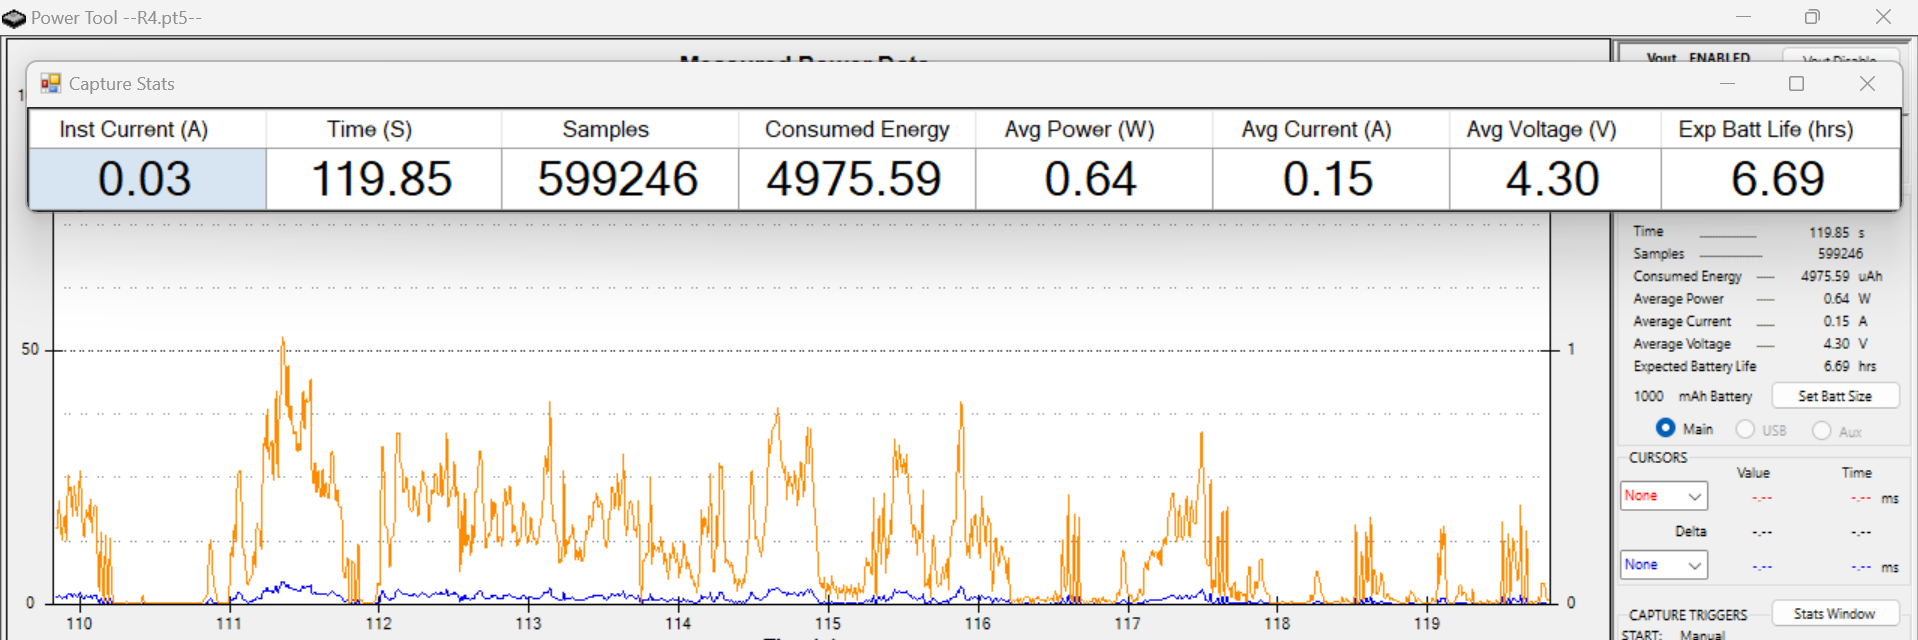 Power Tool --R4.pt5--
Measured Power Data
Vout ENABLED
Vout Disable
Capture Stats
Inst Current (A) Time (S) Samples Consumed Energy Avg Power (W) Avg Current (A) Avg Voltage (V) Exp Batt Life (hrs)
0.03 119.85 599246 4975.59 0.64 0.15 4.30 6.69
Time 119.85 s
Samples 599246
Consumed Energy 4975.59 uAh
Average Power 0.64 W
Average Current 0.15 A
Average Voltage 4.30 V
Expected Battery Life 6.69 hrs
1000 mAh Battery Set Batt Size
Main USB Aux
CURSORS
Value Time
None -.-- -.-- ms
Delta -.-- -.--
None -.-- -.-- ms
CAPTURE TRIGGERS Stats Window
START: Manual
50 1
0 0
110 111 112 113 114 115 116 117 118 119